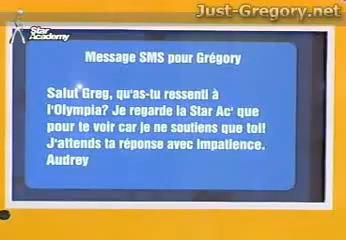 Just-Gregory.net
Star
Academy
Message SMS pour Grégory
Salut Greg, qu'as-tu ressenti à
l'Olympia? Je regarde la Star Ac' que
pour te voir car je ne soutiens que toi!
J'attends ta réponse avec impatience.
Audrey